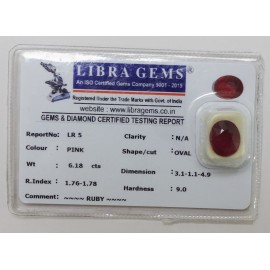 LIBRA GEMS
An ISO Certified Gems Company 9001 - 2015
Registered Under the Trade Marks with Govt. of India
www.libragems.co.in
GEMS & DIAMOND CERTIFIED TESTING REPORT
ReportNo: LR 5 Clarity N/A
Colour PINK Shape/cut OVAL
Wt 6.18 cts Dimension 3.1-1.1-4.9
R.Index 1.76-1.78 Hardness 9.0
Comment ~~~~ RUBY ~~~~